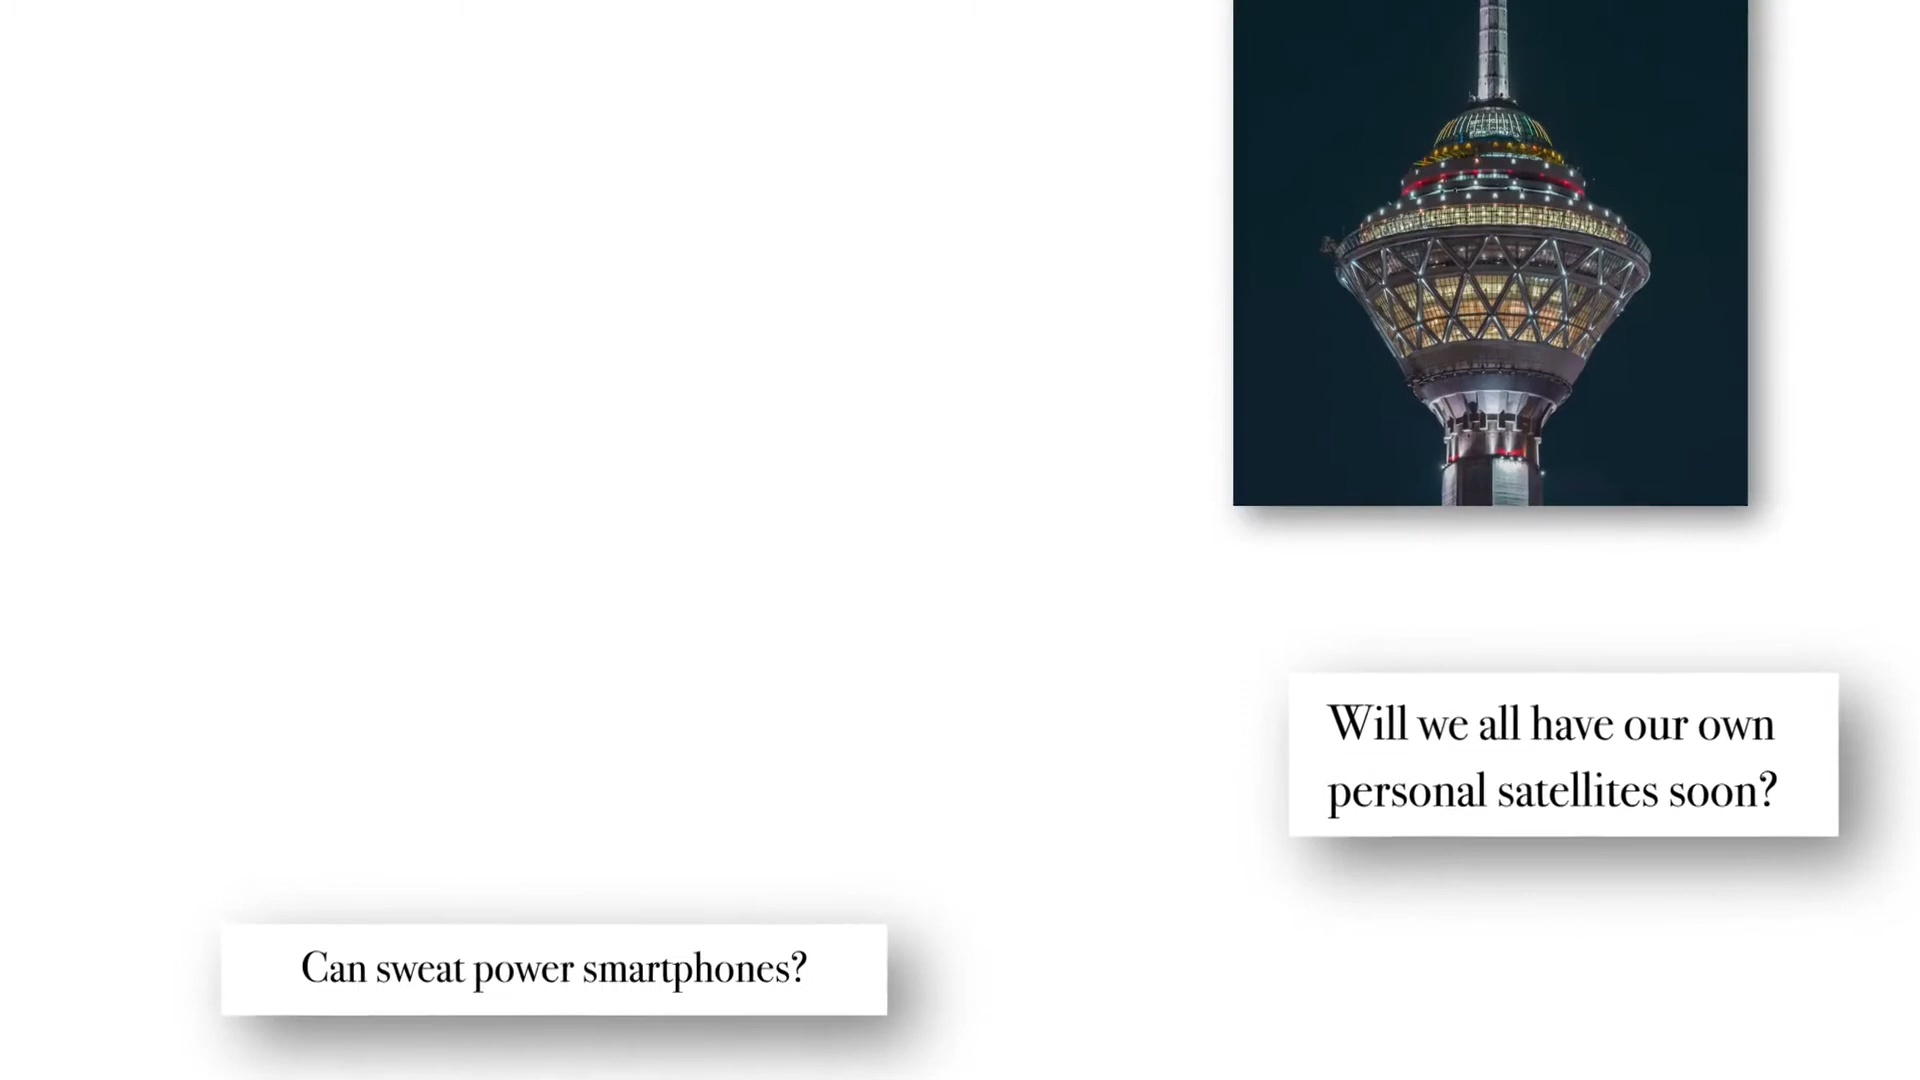 Will we all have our own
personal satellites soon?
Can sweat power smartphones?